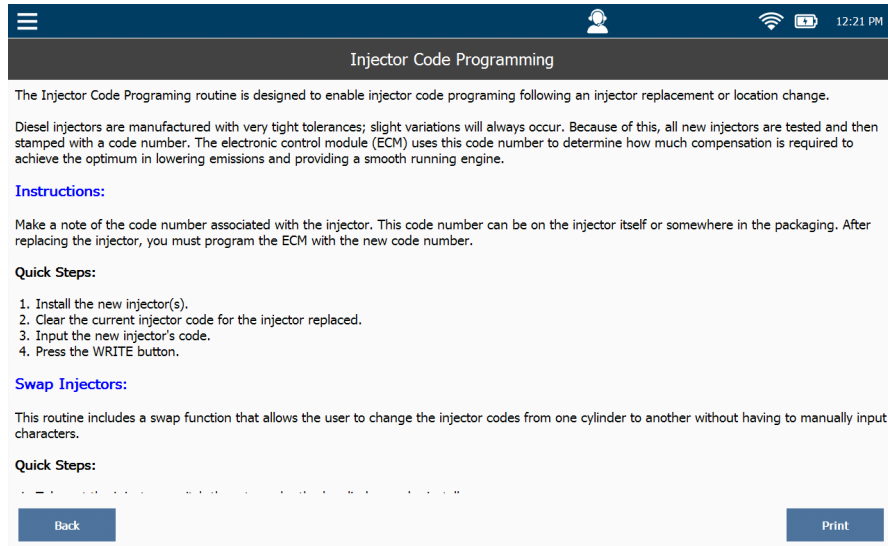 12:21 PM
Injector Code Programming
The Injector Code Programing routine is designed to enable injector code programing following an injector replacement or location change.
Diesel injectors are manufactured with very tight tolerances; slight variations will always occur. Because of this, all new injectors are tested and then
stamped with a code number. The electronic control module (ECM) uses this code number to determine how much compensation is required to
achieve the optimum in lowering emissions and providing a smooth running engine.
Instructions:
Make a note of the code number associated with the injector. This code number can be on the injector itself or somewhere in the packaging. After
replacing the injector, you must program the ECM with the new code number.
Quick Steps:
1. Install the new injector(s).
2. Clear the current injector code for the injector replaced.
3. Input the new injector's code.
4. Press the WRITE button.
Swap Injectors:
This routine includes a swap function that allows the user to change the injector codes from one cylinder to another without having to manually input
characters.
Quick Steps:
Back
Print